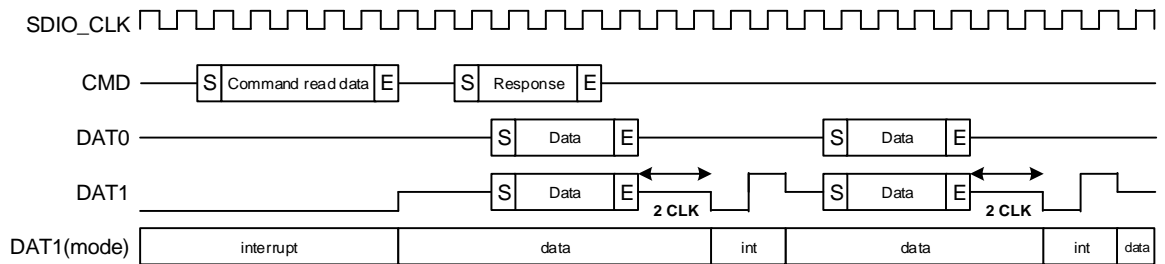 SDIO_CLK
CMD S Command read data E S Response E
DAT0 S Data E S Data E
DAT1 S Data E 2 CLK S Data E 2 CLK
DAT1(mode) interrupt data int data int data